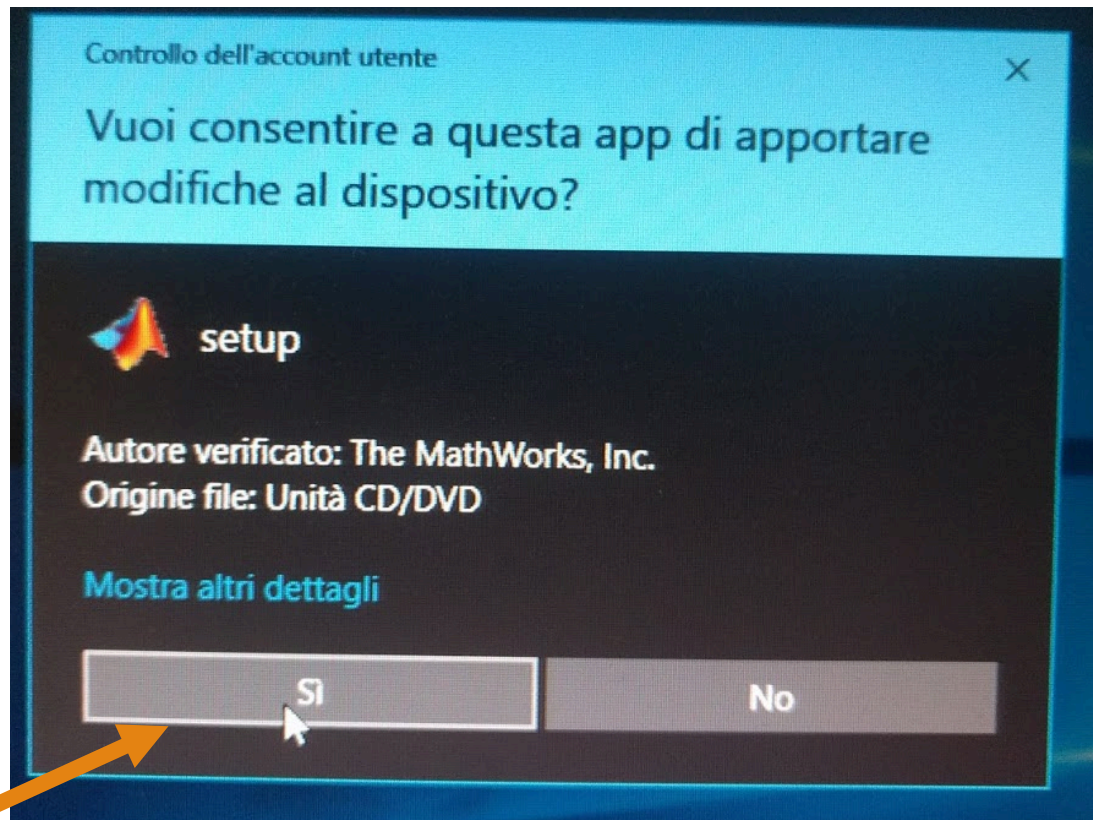 Controllo dell'account utente
Vuoi consentire a questa app di apportare
modifiche al dispositivo?
setup
Autore verificato: The MathWorks, Inc.
Origine file: Unità CD/DVD
Mostra altri dettagli
Sì
No